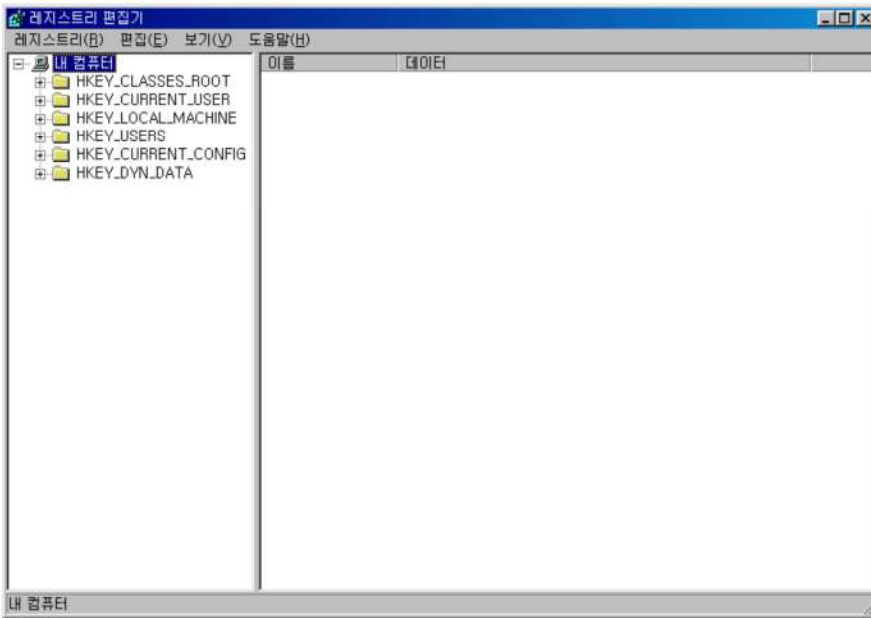 레지스트리 편집기
레지스트리(R) 편집(E) 보기(V) 도움말(H)
내 컴퓨터
이름 데이터
HKEY_CLASSES_ROOT
HKEY_CURRENT_USER
HKEY_LOCAL_MACHINE
HKEY_USERS
HKEY_CURRENT_CONFIG
HKEY_DYN_DATA
내 컴퓨터